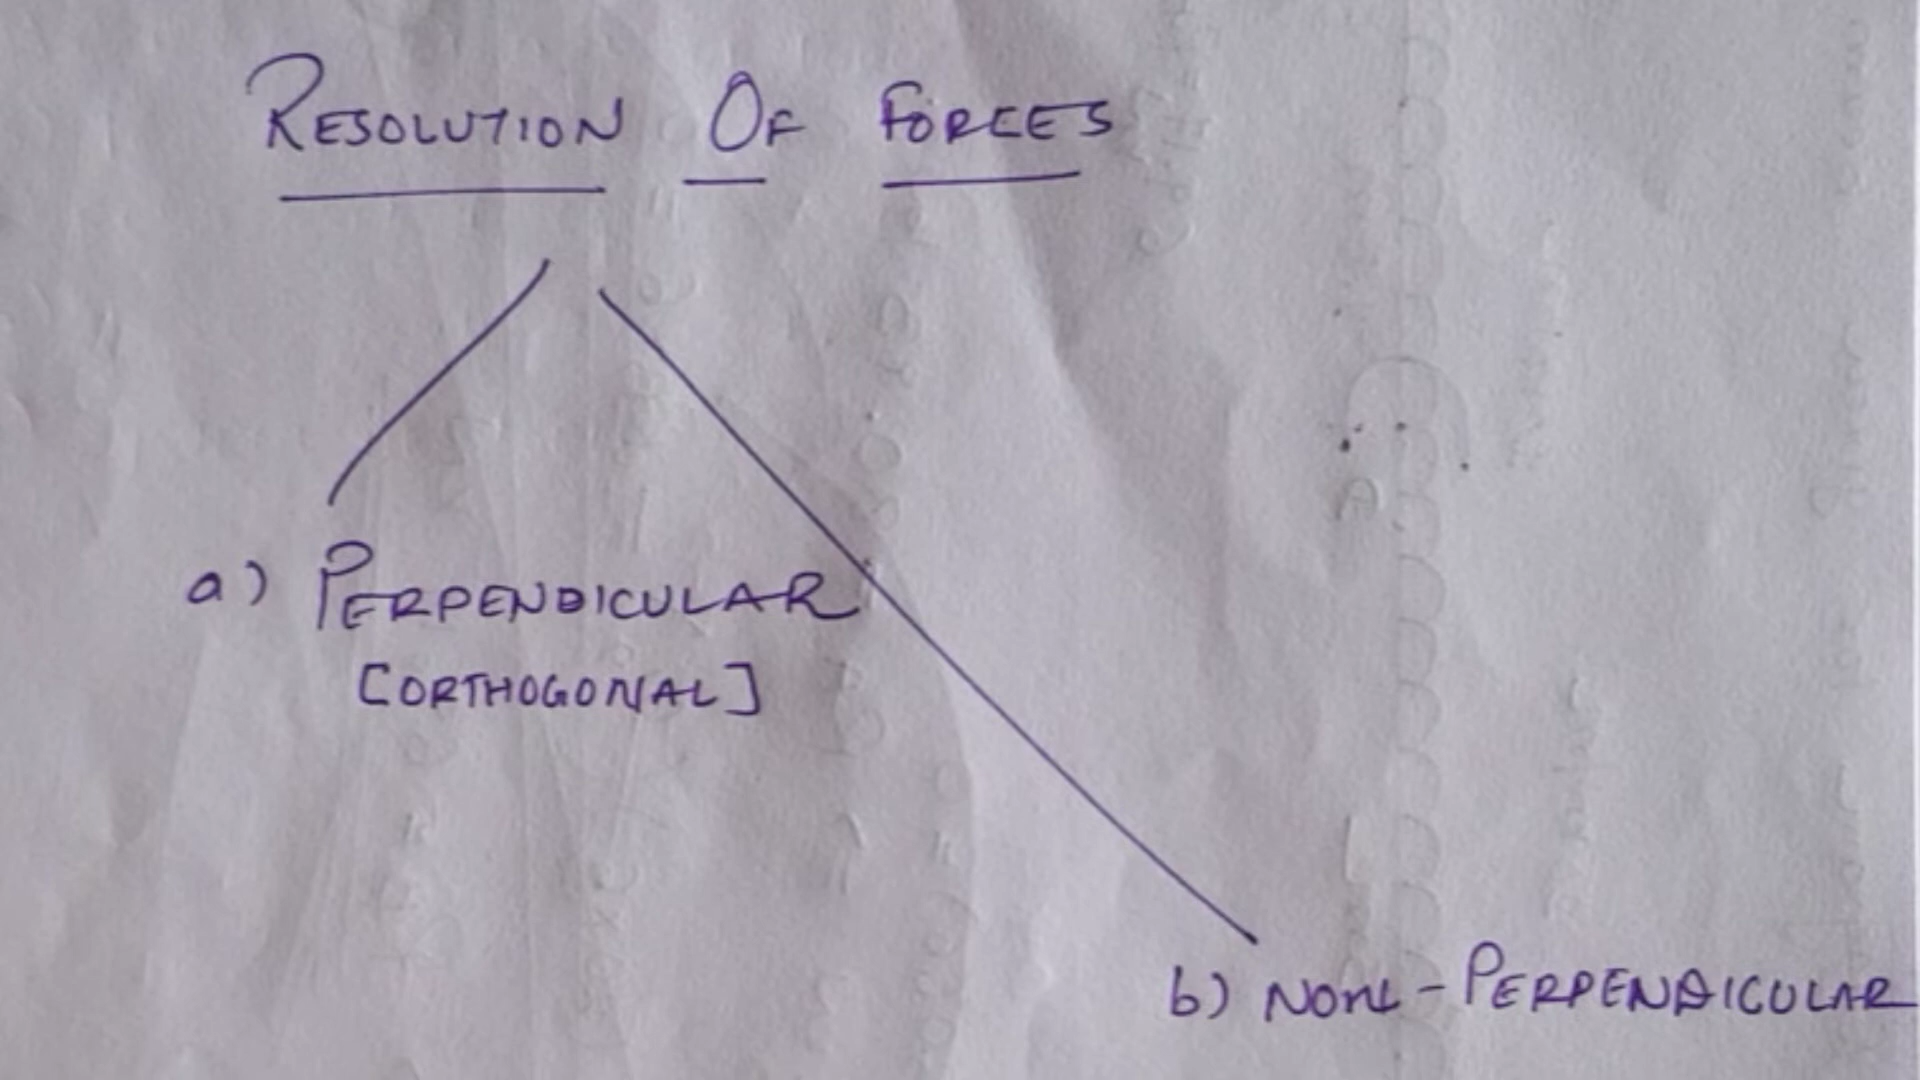 RESOLUTION OF FORCES
a) PERPENDICULAR
[ORTHOGONAL]
b) NON-PERPENDICULAR